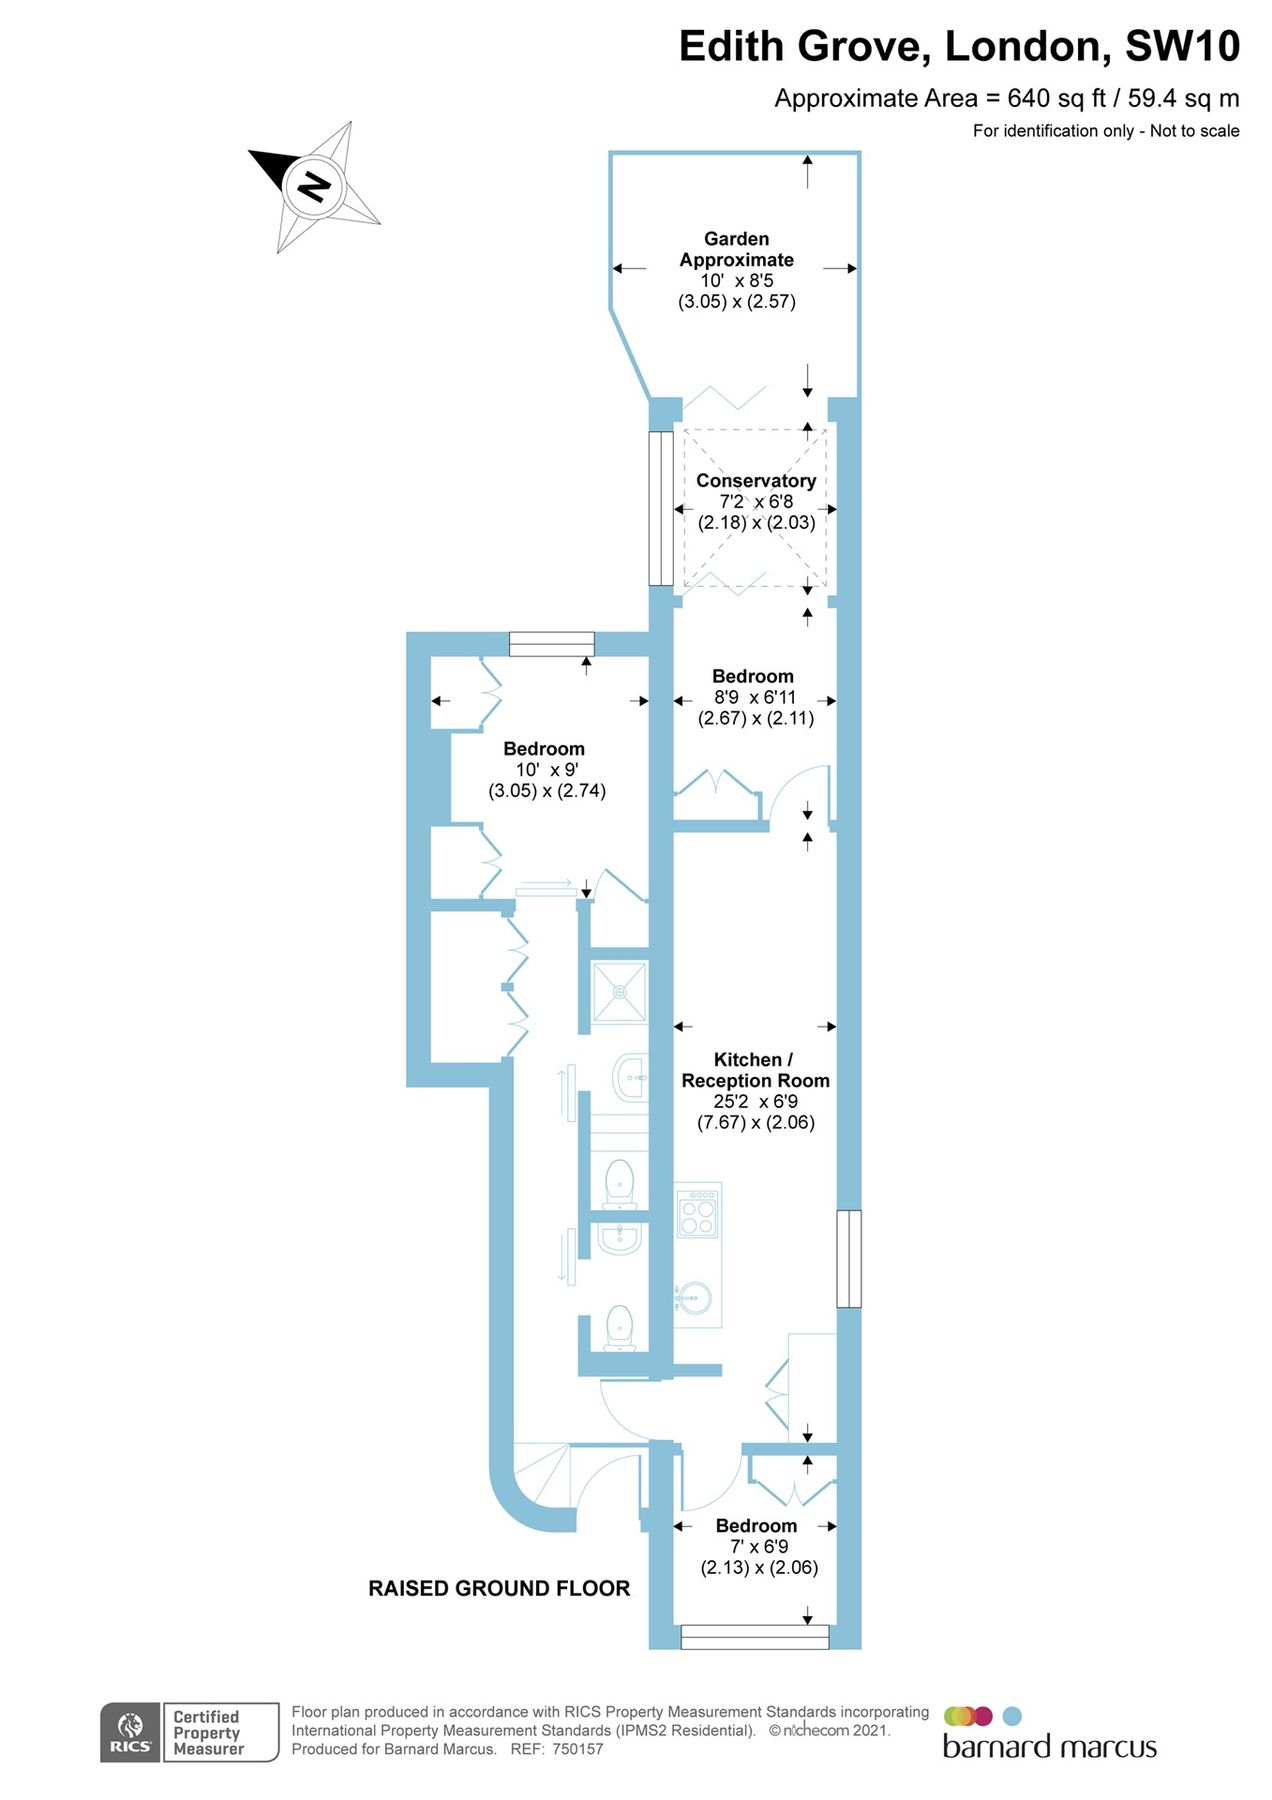 Edith Grove, London, SW10
Approximate Area = 640 sq ft / 59.4 sq m
For identification only - Not to scale
N
Garden
Approximate
10' x 8'5
(3.05) x (2.57)
Conservatory
7'2 x 6'8
(2.18) x (2.03)
Bedroom
8'9 x 6'11
(2.67) x (2.11)
Bedroom
10' x 9'
(3.05) x (2.74)
Kitchen /
Reception Room
25'2 x 6'9
(7.67) x (2.06)
Bedroom
7' x 6'9
(2.13) x (2.06)
RAISED GROUND FLOOR
RICS
Certified
Property
Measurer
Floor plan produced in accordance with RICS Property Measurement Standards incorporating
International Property Measurement Standards (IPMS2 Residential). © nichecom 2021.
Produced for Barnard Marcus. REF: 750157
barnard marcus